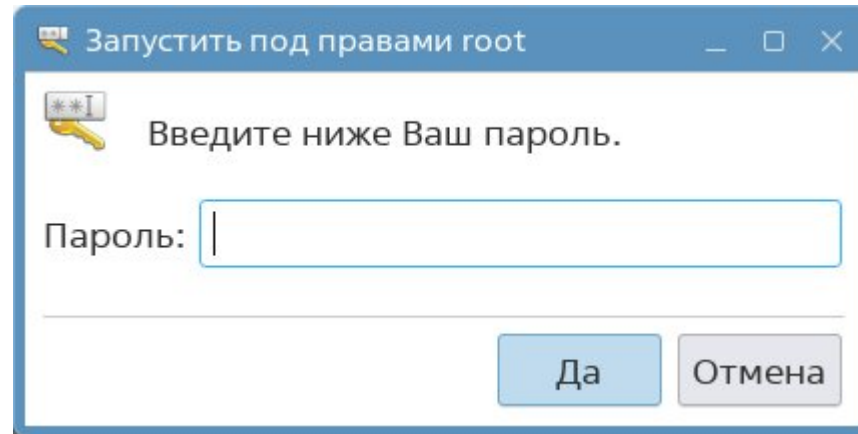 Запустить под правами root
**I
Введите ниже Ваш пароль.
Пароль:
Да
Отмена